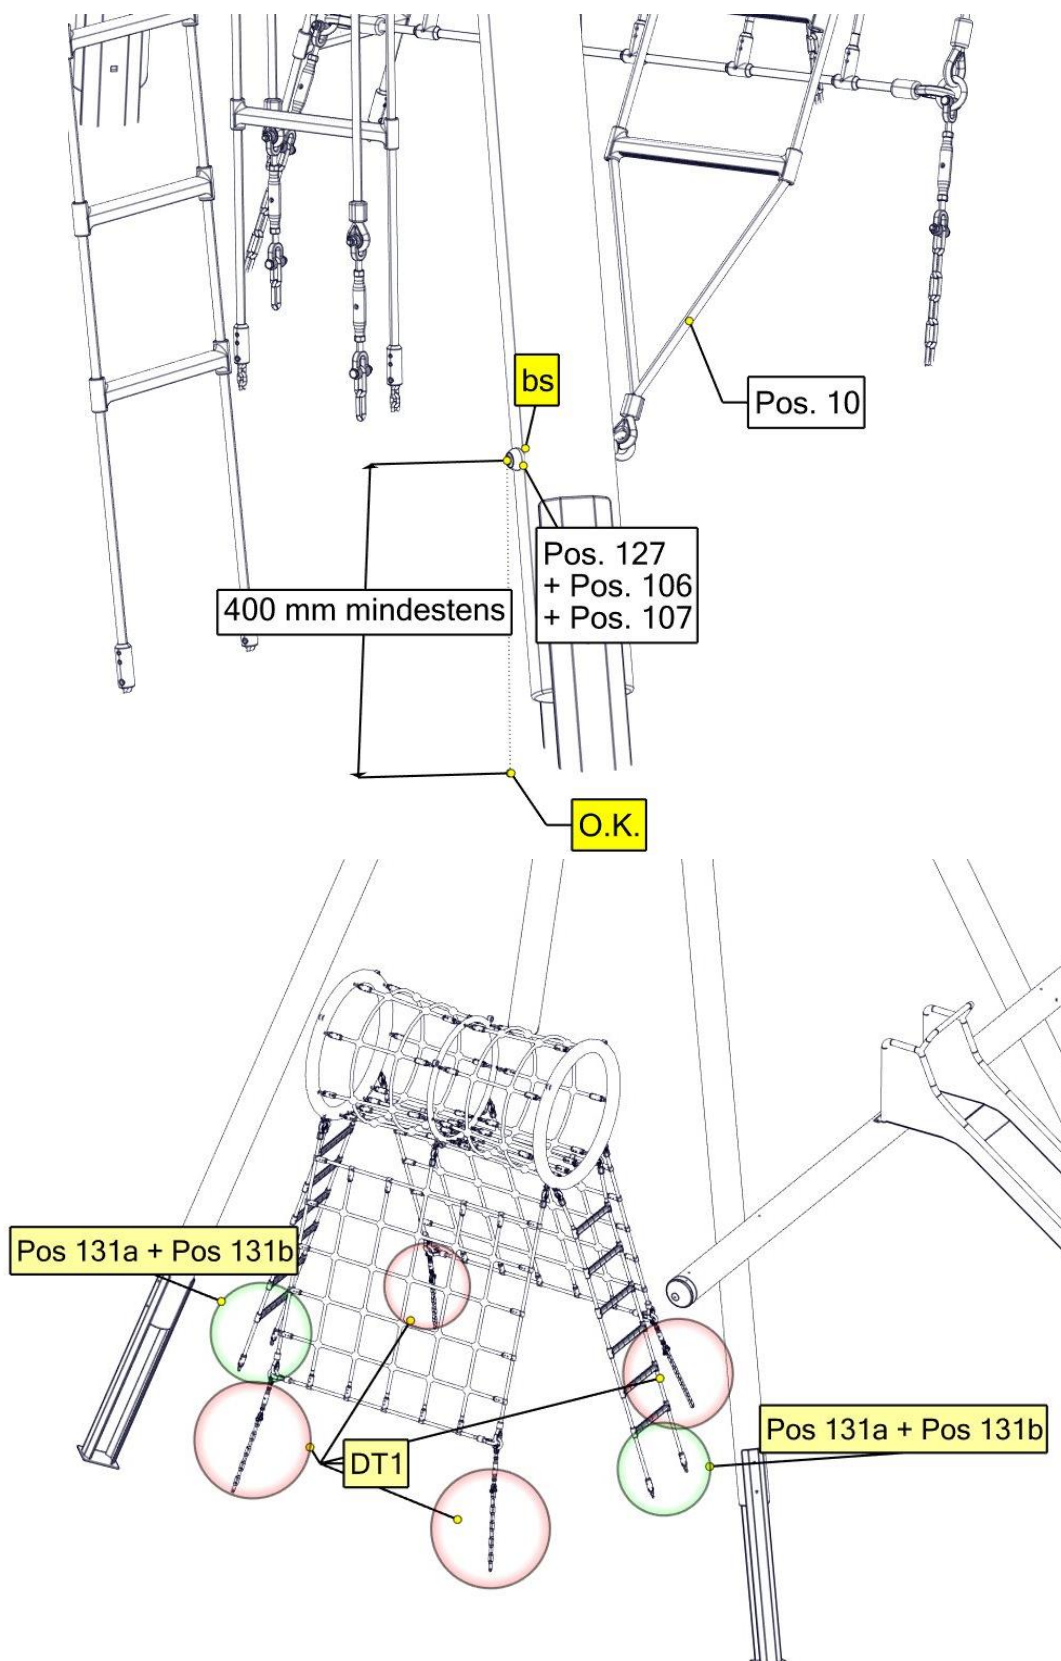 bs
Pos. 10
Pos. 127
+ Pos. 106
+ Pos. 107
400 mm mindestens
O.K.
Pos 131a + Pos 131b
DT1
Pos 131a + Pos 131b